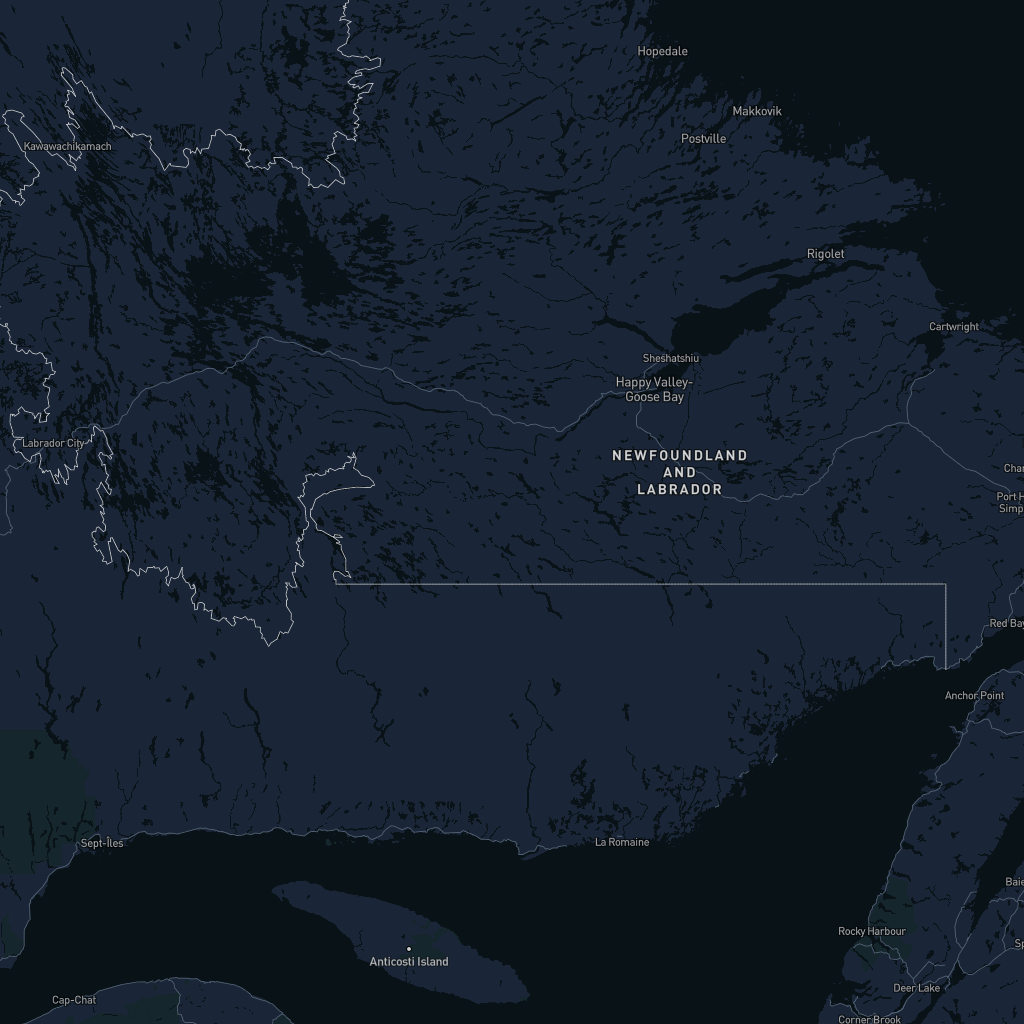 Hopedale
Makkovik
Postville
Kawawachikamach
Rigolet
Cartwright
Sheshatshiu
Happy Valley-
Goose Bay
Labrador City
NEWFOUNDLAND
AND
LABRADOR
Char
Port H
Simp
Red Bay
Anchor Point
Sept-Îles
La Romaine
Baie
Rocky Harbour
Sp
Anticosti Island
Deer Lake
Cap-Chat
Corner Brook